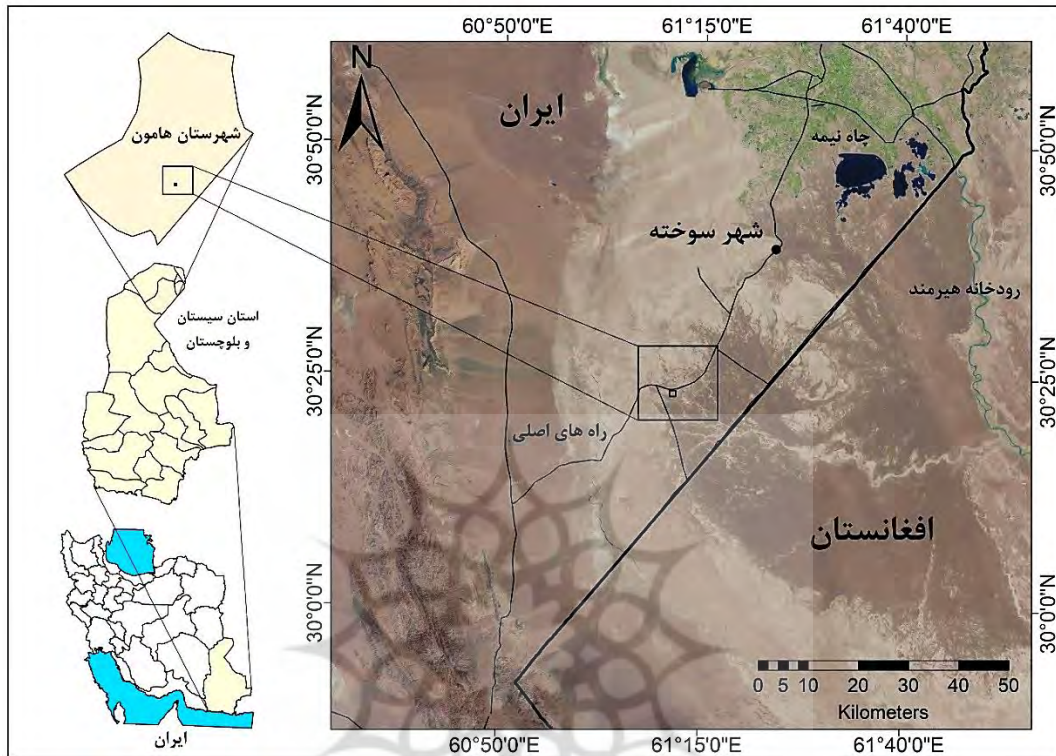 60°50'0"E
61°15'0"E
61°40'0"E
N
ایران
شهرستان هامون
چاه نیمه
30°50'0"N
30°50'0"N
شهر سوخته
رودخانه هیرمند
استان سیستان
و بلوچستان
30°25'0"N
30°25'0"N
راه های اصلی
افغانستان
30°0'0"N
30°0'0"N
0 5 10 20 30 40 50
Kilometers
ایران
60°50'0"E
61°15'0"E
61°40'0"E